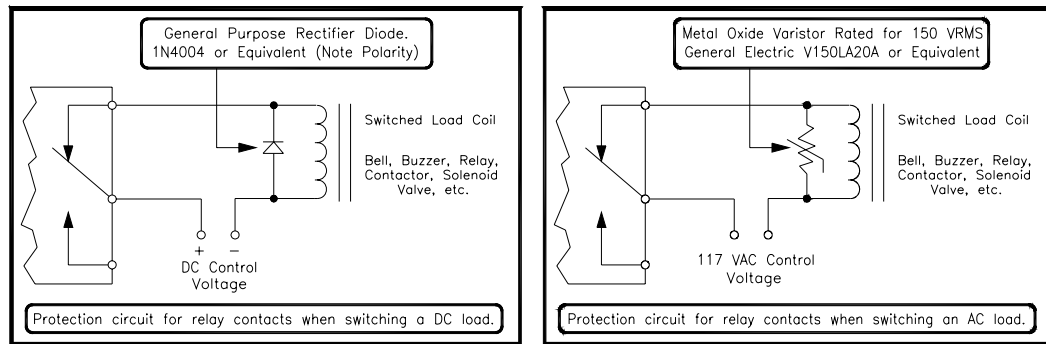 General Purpose Rectifier Diode.
1N4004 or Equivalent (Note Polarity)
Switched Load Coil
Bell, Buzzer, Relay,
Contactor, Solenoid
Valve, etc.
+ −
DC Control
Voltage
Protection circuit for relay contacts when switching a DC load.
Metal Oxide Varistor Rated for 150 VRMS
General Electric V150LA20A or Equivalent
Switched Load Coil
Bell, Buzzer, Relay,
Contactor, Solenoid
Valve, etc.
117 VAC Control
Voltage
Protection circuit for relay contacts when switching an AC load.